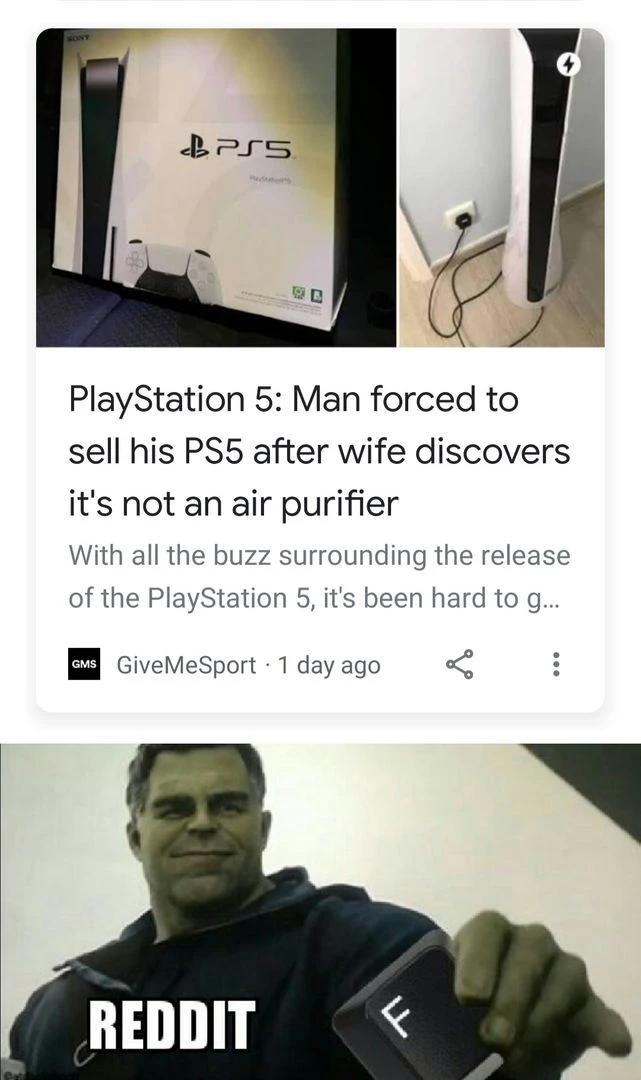 SONY
PS5
PlayStation 5: Man forced to
sell his PS5 after wife discovers
it's not an air purifier
With all the buzz surrounding the release
of the PlayStation 5, it's been hard to g...
GMS GiveMeSport · 1 day ago
F
REDDIT